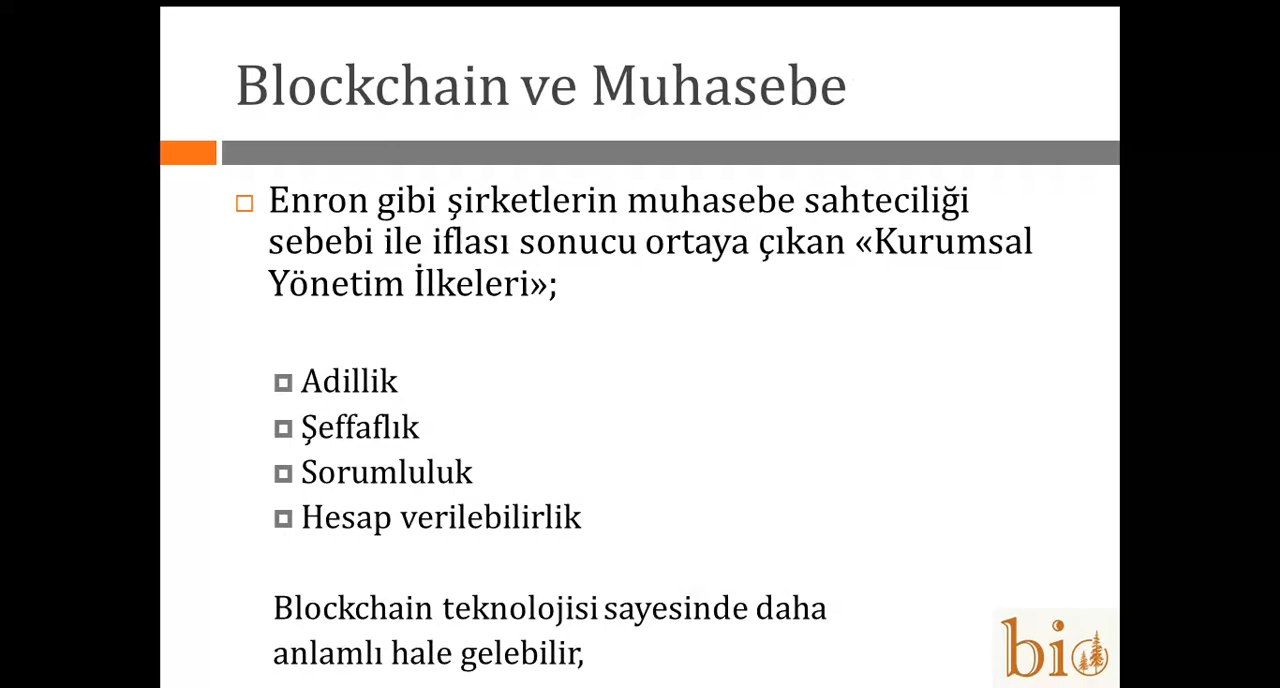 Blockchain ve Muhasebe
Enron gibi şirketlerin muhasebe sahteciliği
sebebi ile iflası sonucu ortaya çıkan «Kurumsal
Yönetim İlkeleri»;
Adillik
Şeffaflık
Sorumluluk
Hesap verilebilirlik
Blockchain teknolojisi sayesinde daha
anlamlı hale gelebilir,
bio